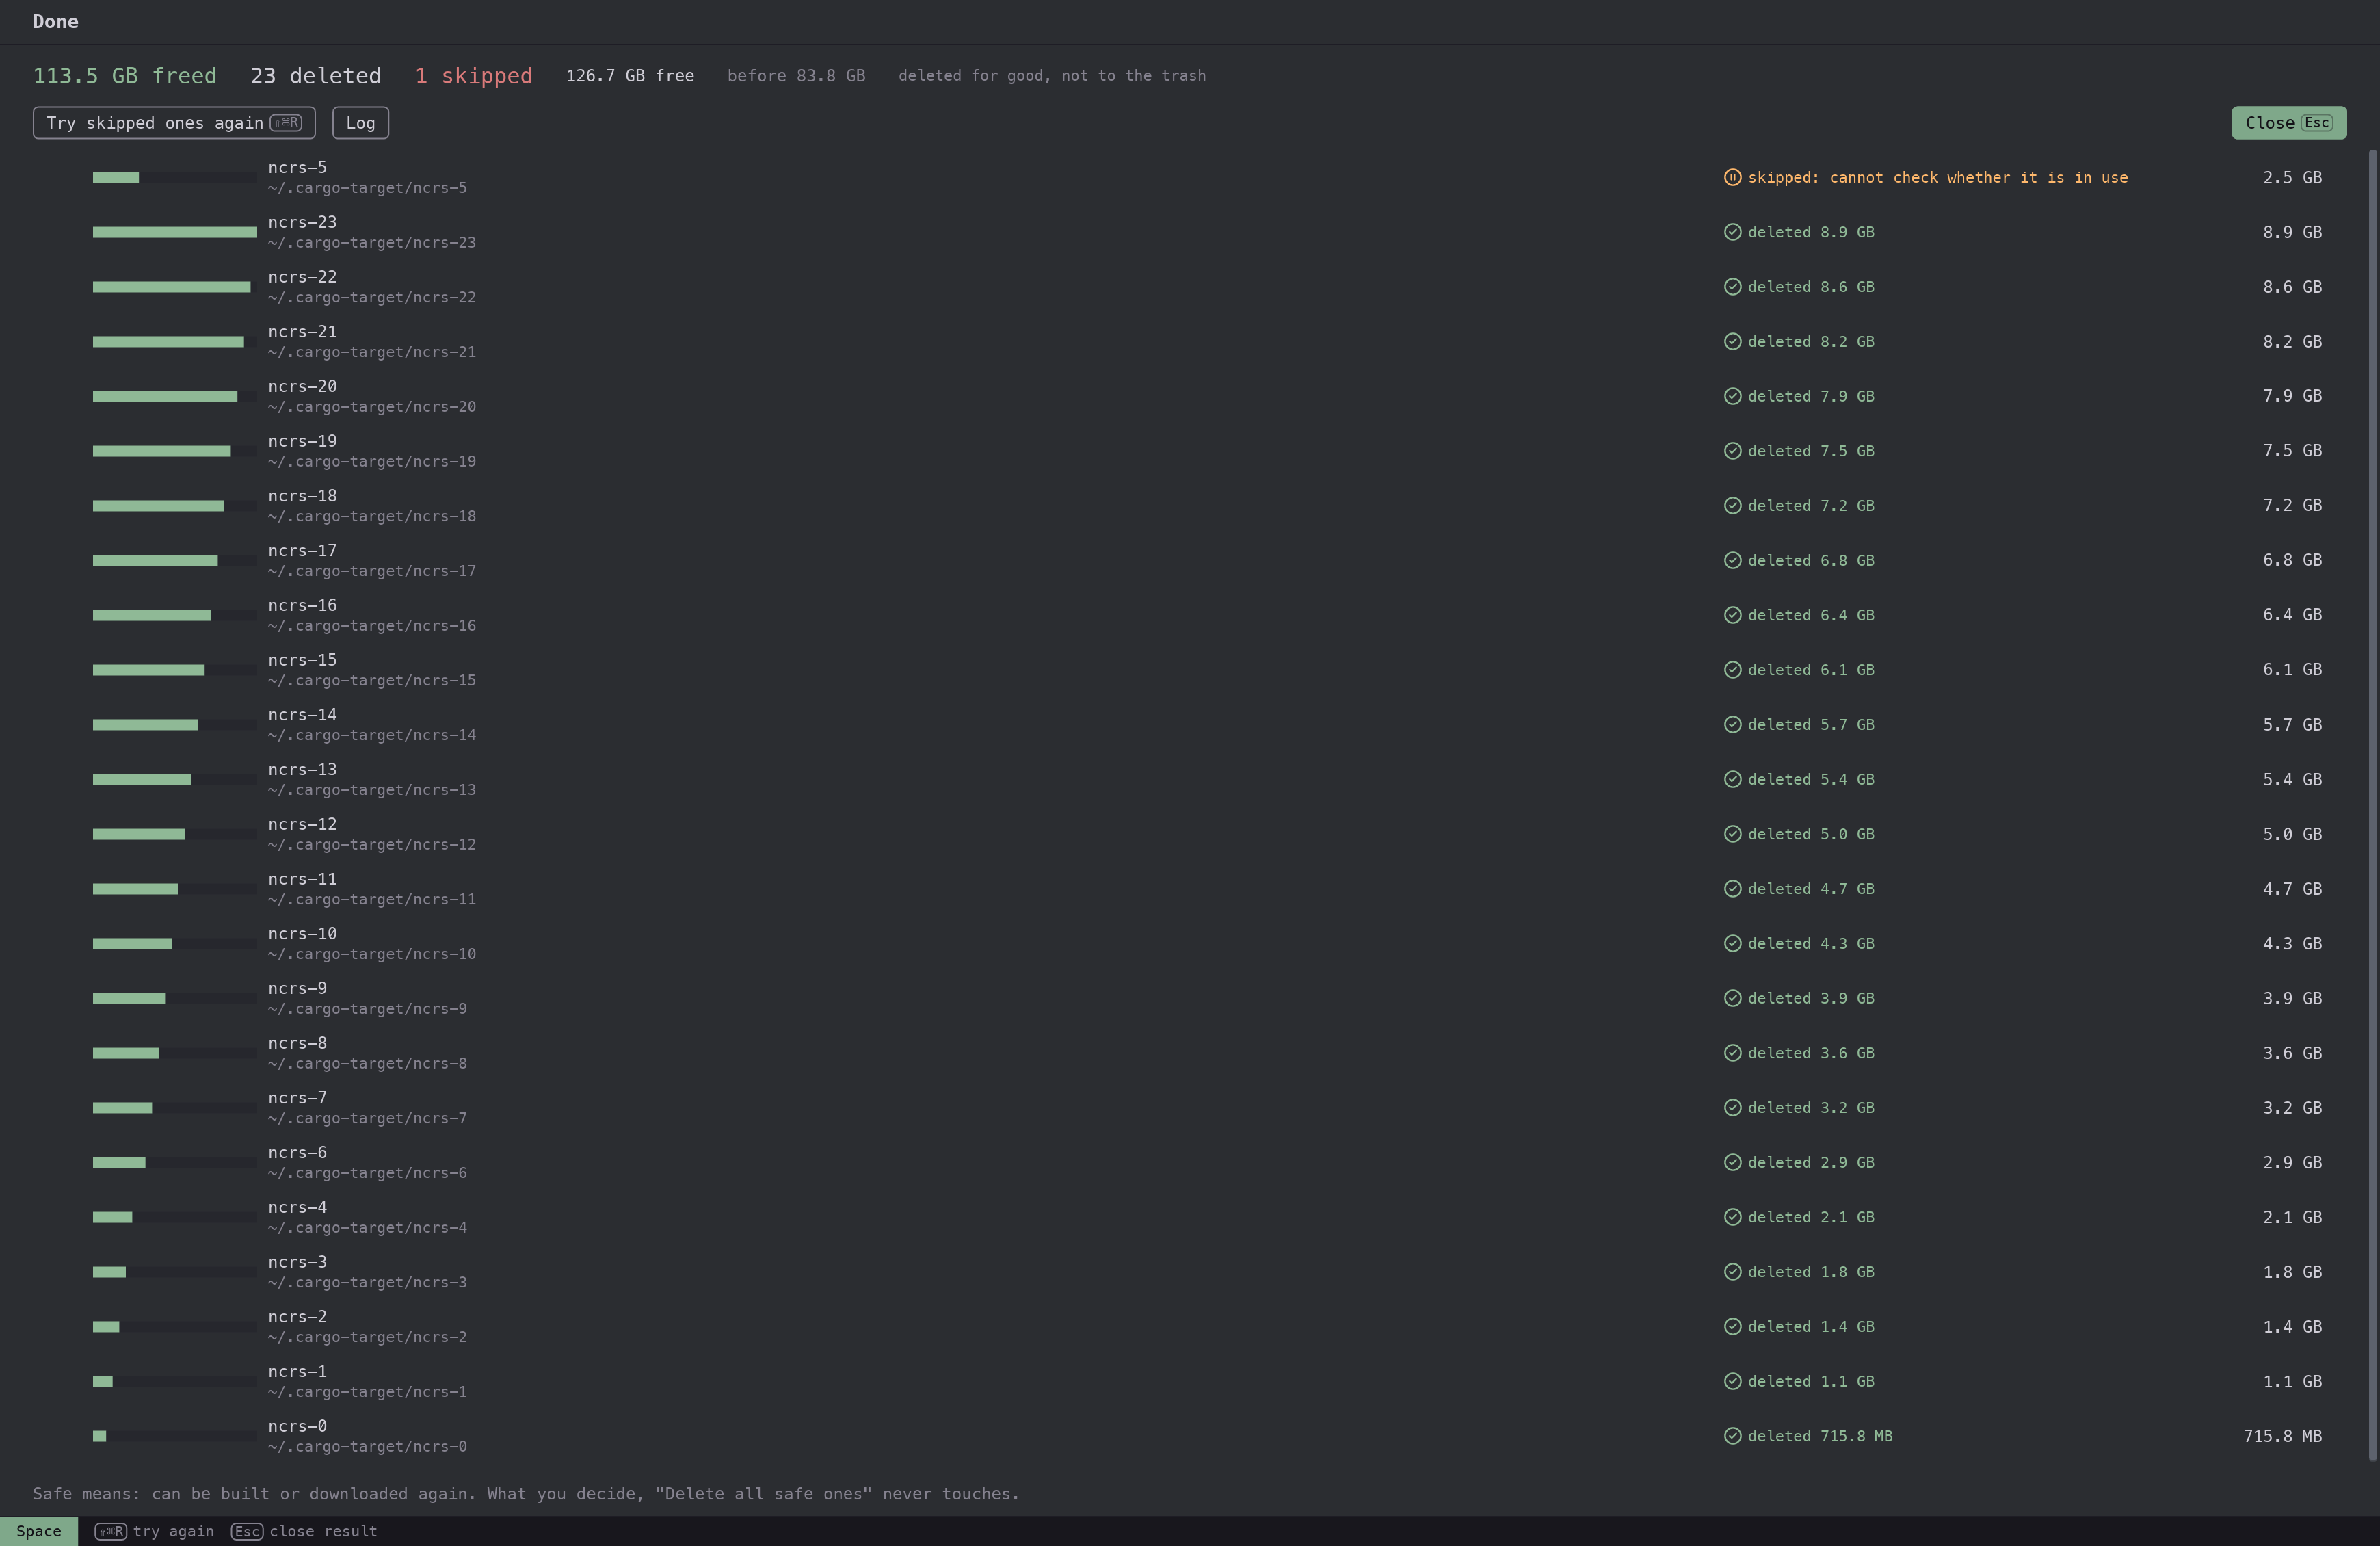 Done
113.5 GB freed 23 deleted 1 skipped 126.7 GB free before 83.8 GB deleted for good, not to the trash
Try skipped ones again ⇧⌘R Log Close Esc
ncrs-5
~/.cargo-target/ncrs-5
skipped: cannot check whether it is in use 2.5 GB
ncrs-23
~/.cargo-target/ncrs-23
deleted 8.9 GB 8.9 GB
ncrs-22
~/.cargo-target/ncrs-22
deleted 8.6 GB 8.6 GB
ncrs-21
~/.cargo-target/ncrs-21
deleted 8.2 GB 8.2 GB
ncrs-20
~/.cargo-target/ncrs-20
deleted 7.9 GB 7.9 GB
ncrs-19
~/.cargo-target/ncrs-19
deleted 7.5 GB 7.5 GB
ncrs-18
~/.cargo-target/ncrs-18
deleted 7.2 GB 7.2 GB
ncrs-17
~/.cargo-target/ncrs-17
deleted 6.8 GB 6.8 GB
ncrs-16
~/.cargo-target/ncrs-16
deleted 6.4 GB 6.4 GB
ncrs-15
~/.cargo-target/ncrs-15
deleted 6.1 GB 6.1 GB
ncrs-14
~/.cargo-target/ncrs-14
deleted 5.7 GB 5.7 GB
ncrs-13
~/.cargo-target/ncrs-13
deleted 5.4 GB 5.4 GB
ncrs-12
~/.cargo-target/ncrs-12
deleted 5.0 GB 5.0 GB
ncrs-11
~/.cargo-target/ncrs-11
deleted 4.7 GB 4.7 GB
ncrs-10
~/.cargo-target/ncrs-10
deleted 4.3 GB 4.3 GB
ncrs-9
~/.cargo-target/ncrs-9
deleted 3.9 GB 3.9 GB
ncrs-8
~/.cargo-target/ncrs-8
deleted 3.6 GB 3.6 GB
ncrs-7
~/.cargo-target/ncrs-7
deleted 3.2 GB 3.2 GB
ncrs-6
~/.cargo-target/ncrs-6
deleted 2.9 GB 2.9 GB
ncrs-4
~/.cargo-target/ncrs-4
deleted 2.1 GB 2.1 GB
ncrs-3
~/.cargo-target/ncrs-3
deleted 1.8 GB 1.8 GB
ncrs-2
~/.cargo-target/ncrs-2
deleted 1.4 GB 1.4 GB
ncrs-1
~/.cargo-target/ncrs-1
deleted 1.1 GB 1.1 GB
ncrs-0
~/.cargo-target/ncrs-0
deleted 715.8 MB 715.8 MB
Safe means: can be built or downloaded again. What you decide, "Delete all safe ones" never touches.
Space ⇧⌘R try again Esc close result